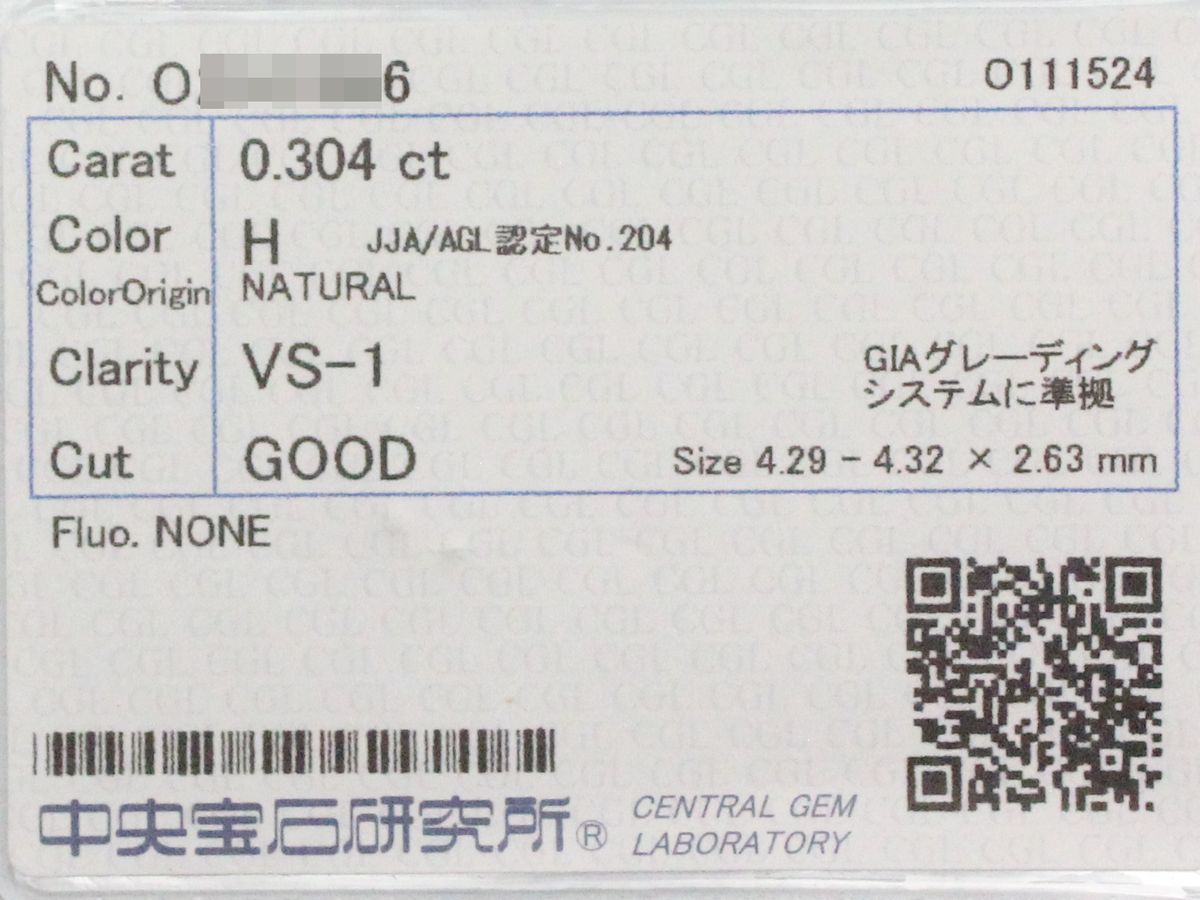 No. O 6
O111524
Carat 0.304 ct
Color H JJA/AGL認定No.204
ColorOrigin NATURAL
Clarity VS-1
GIAグレーディング
システムに準拠
Cut GOOD
Size 4.29 - 4.32 × 2.63 mm
Fluo. NONE
中央宝石研究所®
CENTRAL GEM
LABORATORY